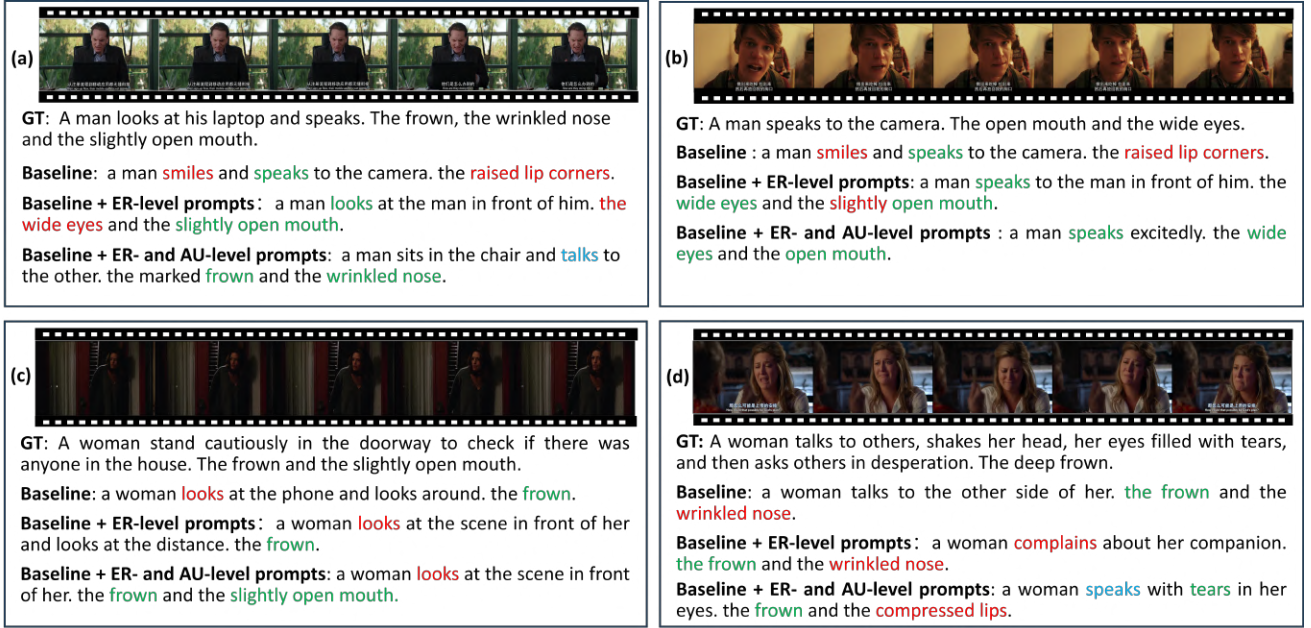 (a)
GT: A man looks at his laptop and speaks. The frown, the wrinkled nose
and the slightly open mouth.
Baseline: a man smiles and speaks to the camera. the raised lip corners.
Baseline + ER-level prompts: a man looks at the man in front of him. the
wide eyes and the slightly open mouth.
Baseline + ER- and AU-level prompts: a man sits in the chair and talks to
the other. the marked frown and the wrinkled nose.
(b)
GT: A man speaks to the camera. The open mouth and the wide eyes.
Baseline : a man smiles and speaks to the camera. the raised lip corners.
Baseline + ER-level prompts: a man speaks to the man in front of him. the
wide eyes and the slightly open mouth.
Baseline + ER- and AU-level prompts : a man speaks excitedly. the wide
eyes and the open mouth.
(c)
GT: A woman stand cautiously in the doorway to check if there was
anyone in the house. The frown and the slightly open mouth.
Baseline: a woman looks at the phone and looks around. the frown.
Baseline + ER-level prompts: a woman looks at the scene in front of her
and looks at the distance. the frown.
Baseline + ER- and AU-level prompts: a woman looks at the scene in front
of her. the frown and the slightly open mouth.
(d)
GT: A woman talks to others, shakes her head, her eyes filled with tears,
and then asks others in desperation. The deep frown.
Baseline: a woman talks to the other side of her. the frown and the
wrinkled nose.
Baseline + ER-level prompts: a woman complains about her companion.
the frown and the wrinkled nose.
Baseline + ER- and AU-level prompts: a woman speaks with tears in her
eyes. the frown and the compressed lips.